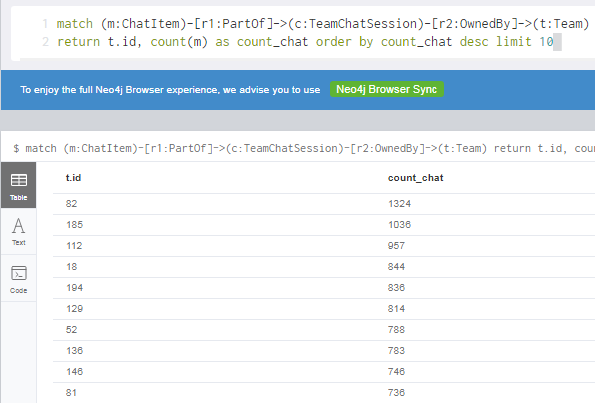 1 match (m:ChatItem)-[r1:PartOf]->(c:TeamChatSession)-[r2:OwnedBy]->(t:Team)
2 return t.id, count(m) as count_chat order by count_chat desc limit 10
To enjoy the full Neo4j Browser experience, we advise you to use Neo4j Browser Sync
$ match (m:ChatItem)-[r1:PartOf]->(c:TeamChatSession)-[r2:OwnedBy]->(t:Team) return t.id, cou
Table
Text
Code
t.id count_chat
82 1324
185 1036
112 957
18 844
194 836
129 814
52 788
136 783
146 746
81 736